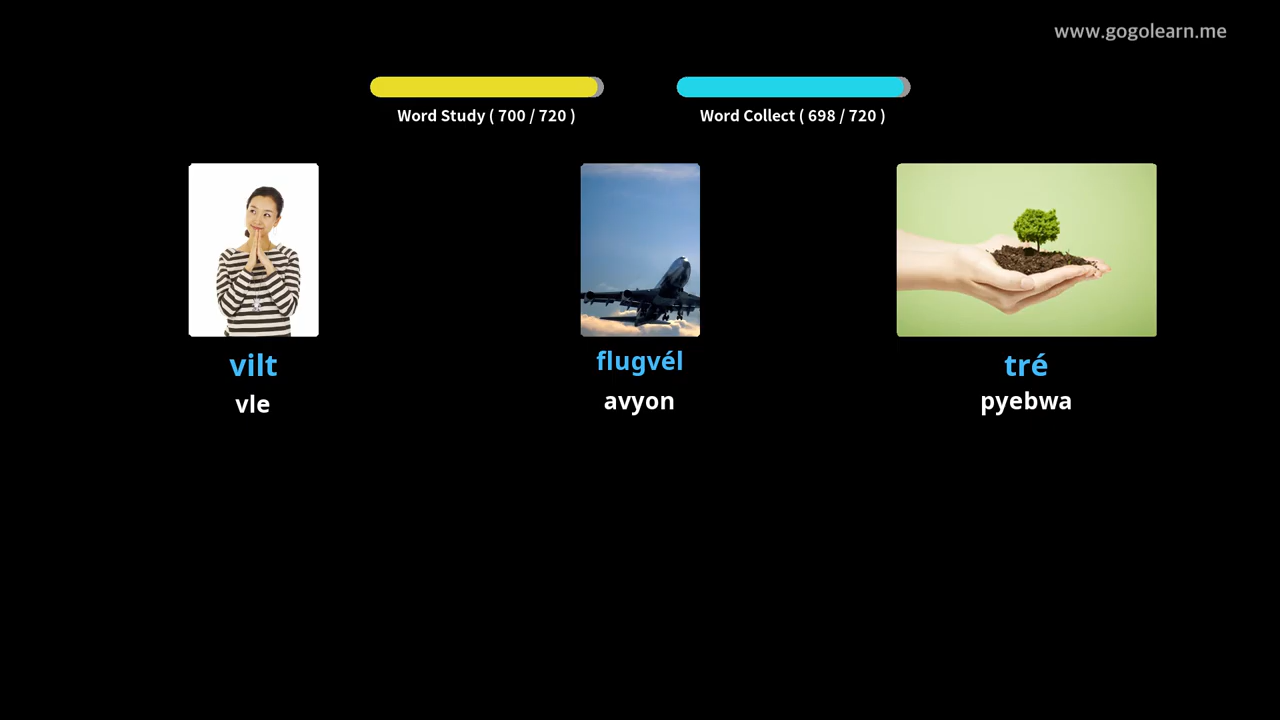 www.gogolearn.me
Word Study ( 700 / 720 )
Word Collect ( 698 / 720 )
vilt
vle
flugvél
avyon
tré
pyebwa